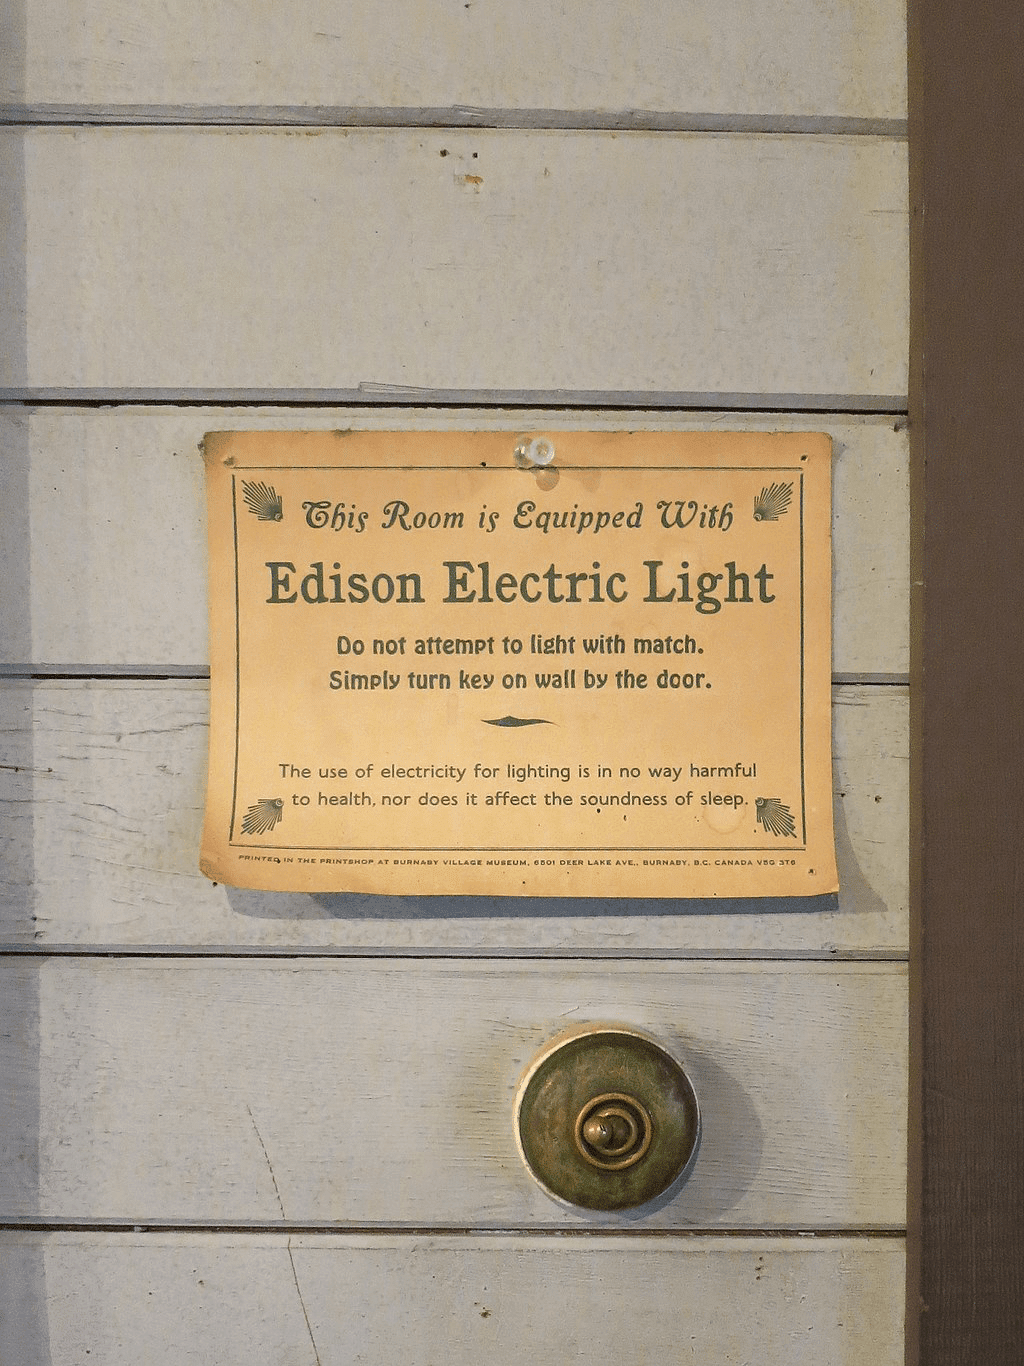 This Room is Equipped With
Edison Electric Light
Do not attempt to light with match.
Simply turn key on wall by the door.
The use of electricity for lighting is in no way harmful
to health, nor does it affect the soundness of sleep.
PRINTED IN THE PRINTSHOP AT BURNABY VILLAGE MUSEUM, 6501 DEER LAKE AVE., BURNABY, B.C. CANADA V5G 3T6